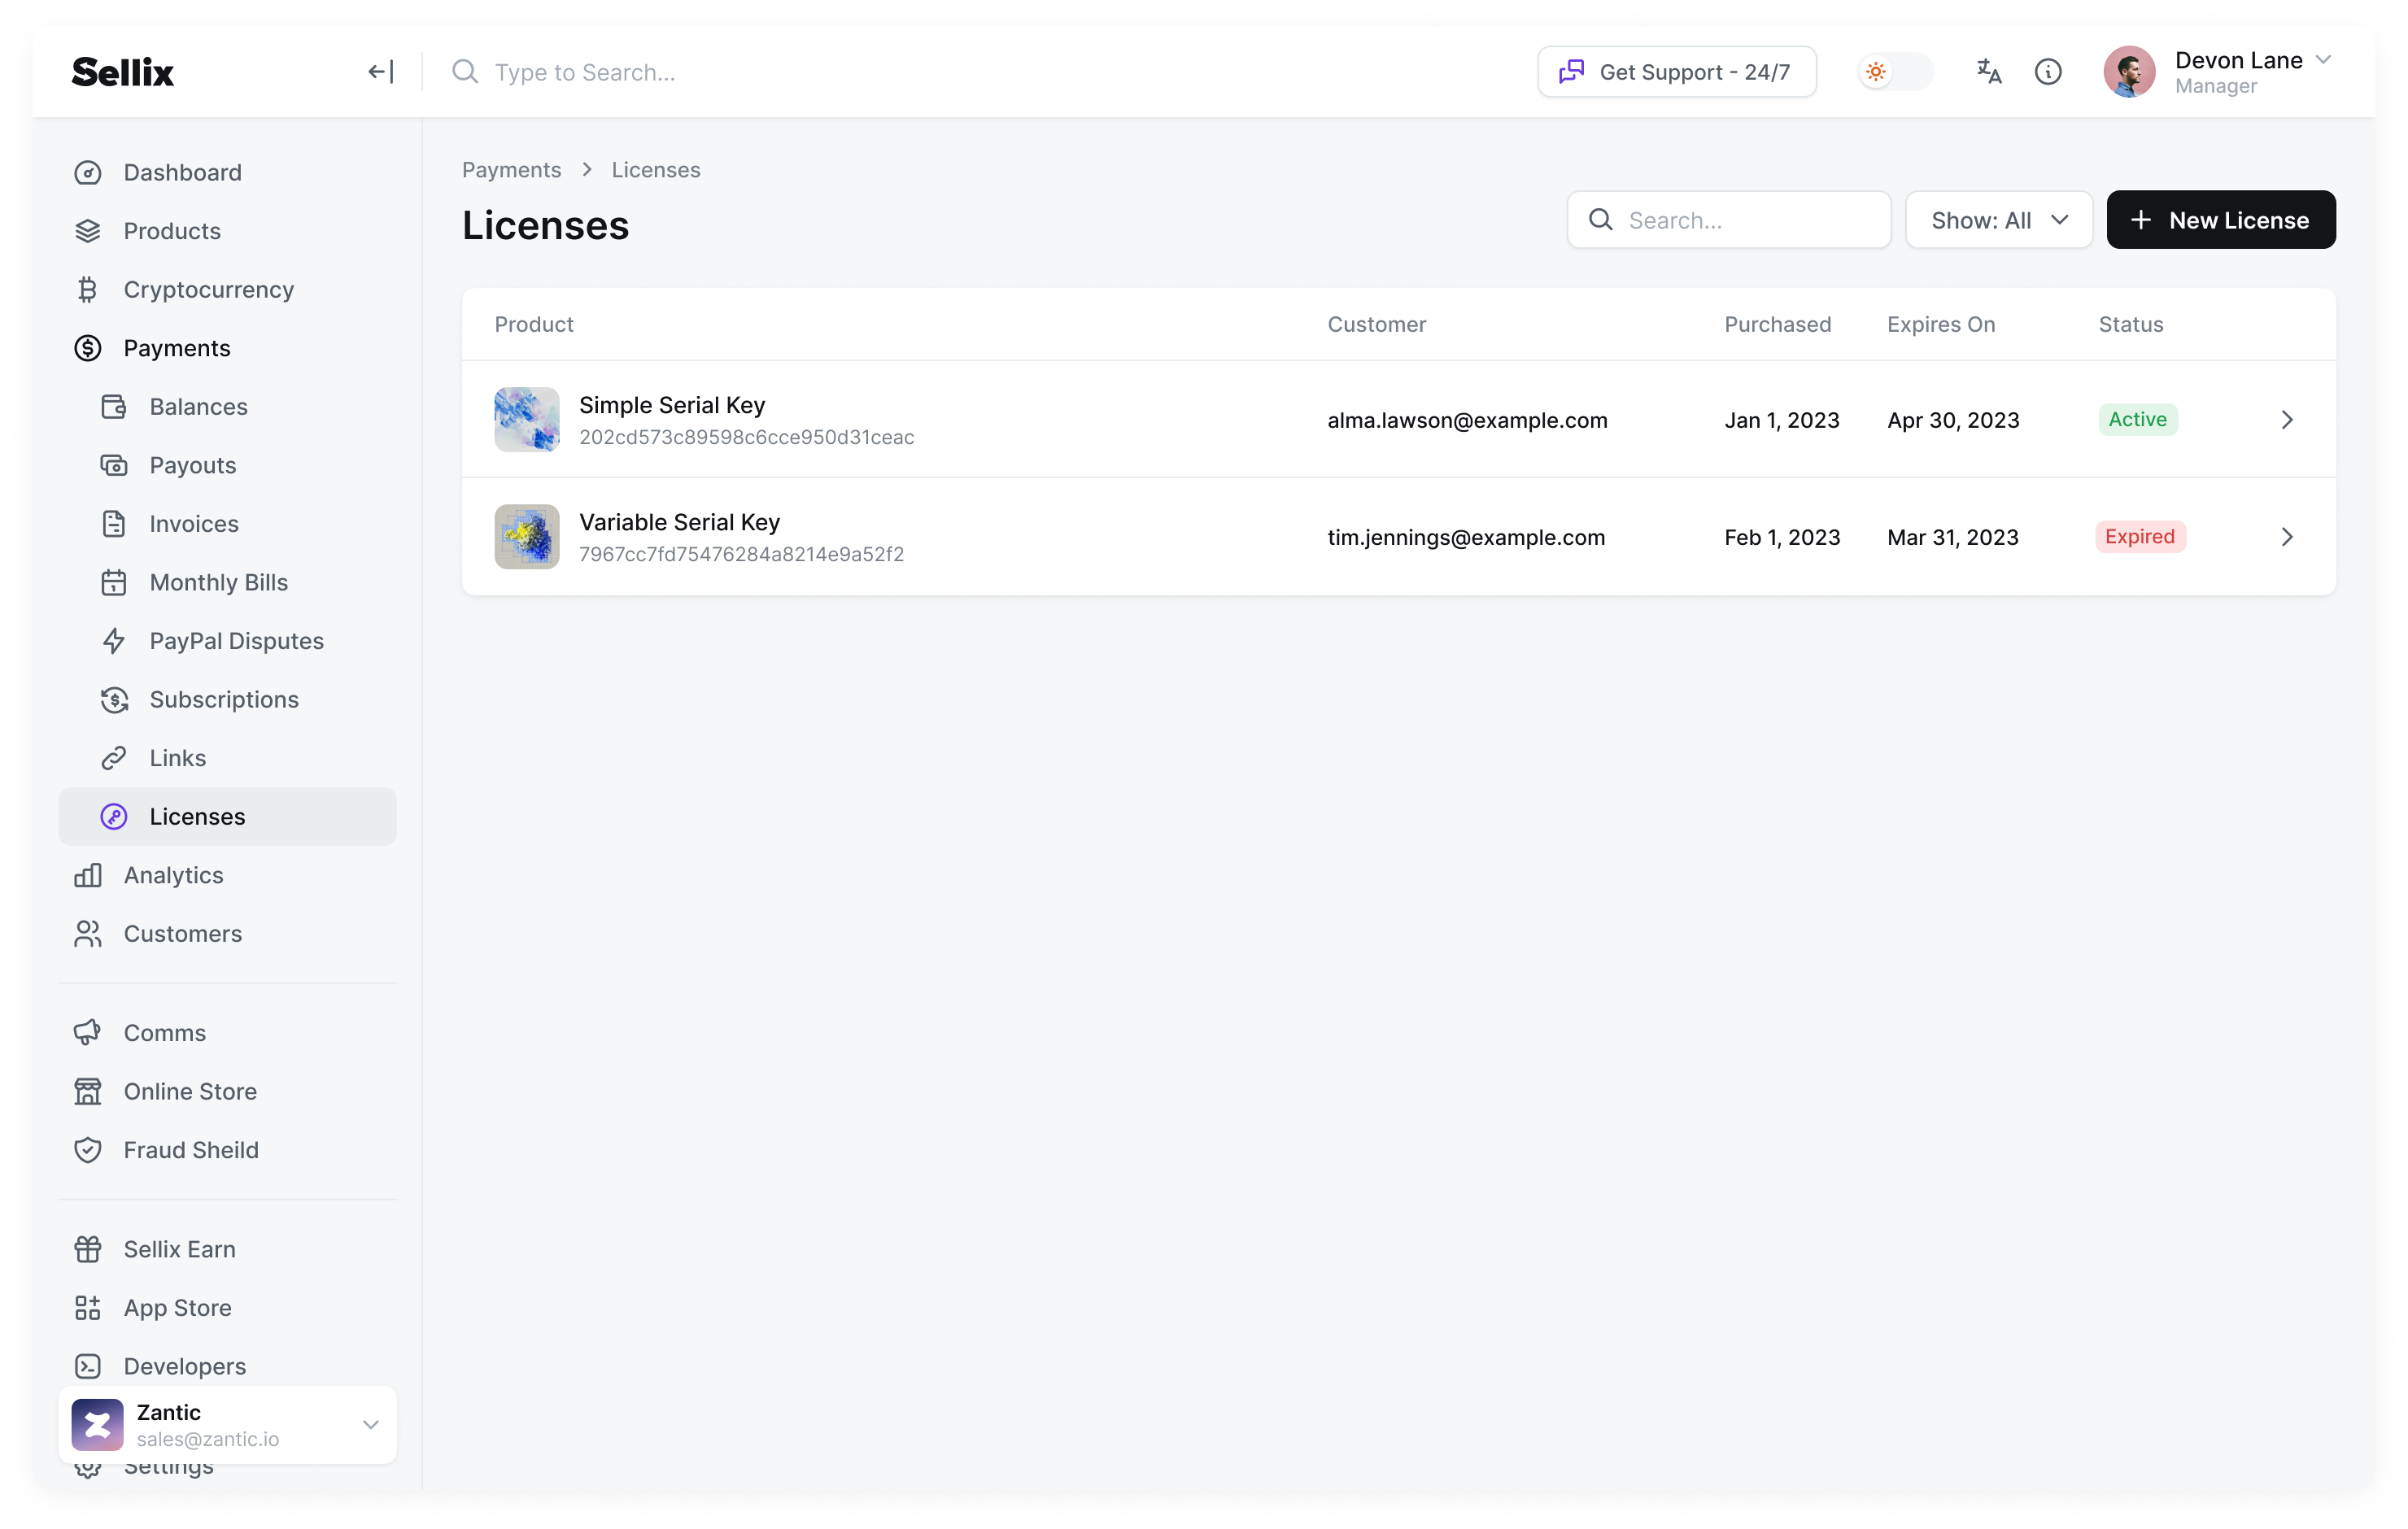 Sellix
Type to Search...
Get Support - 24/7
Devon Lane
Manager
Dashboard
Products
Cryptocurrency
Payments
Balances
Payouts
Invoices
Monthly Bills
PayPal Disputes
Subscriptions
Links
Licenses
Analytics
Customers
Comms
Online Store
Fraud Sheild
Sellix Earn
App Store
Developers
Zantic
sales@zantic.io
Settings
Payments > Licenses
Licenses
Search...
Show: All
New License
Product Customer Purchased Expires On Status
Simple Serial Key
202cd573c89598c6cce950d31ceac
alma.lawson@example.com Jan 1, 2023 Apr 30, 2023 Active
Variable Serial Key
7967cc7fd75476284a8214e9a52f2
tim.jennings@example.com Feb 1, 2023 Mar 31, 2023 Expired